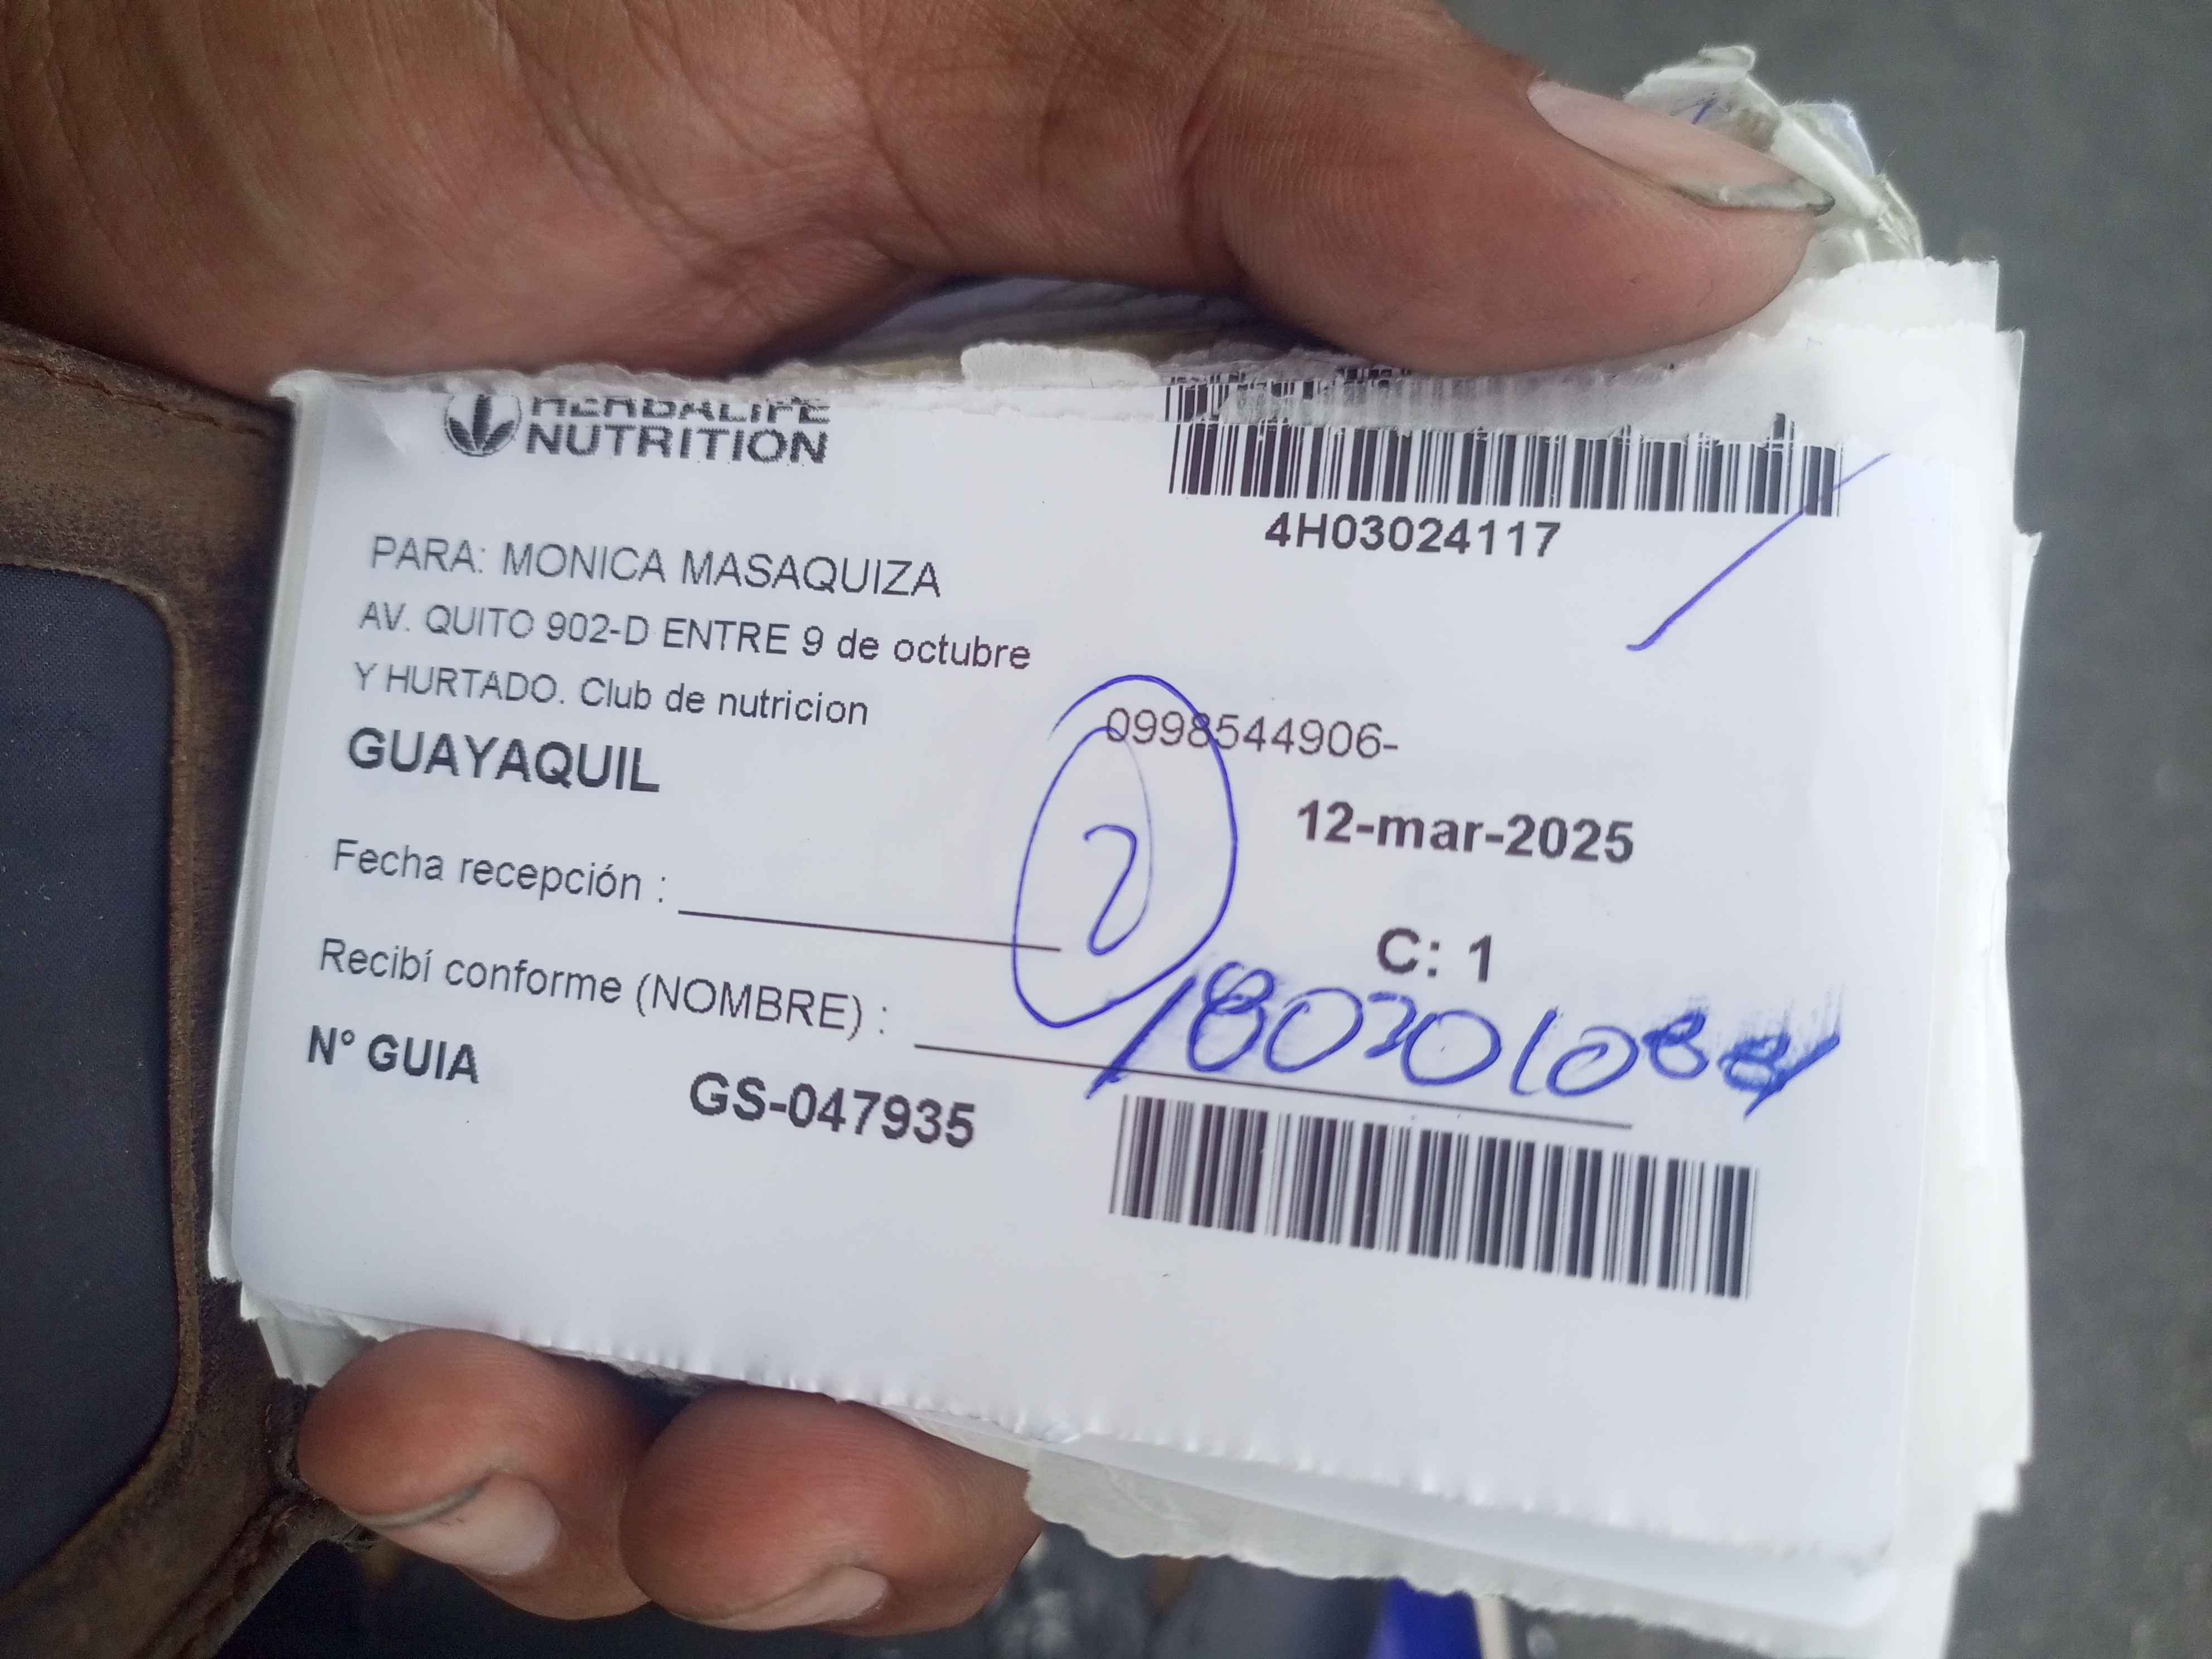 HERBALIFE
NUTRITION
4H03024117
PARA: MONICA MASAQUIZA
AV. QUITO 902-D ENTRE 9 de octubre
Y HURTADO. Club de nutricion
0998544906-
GUAYAQUIL
12-mar-2025
Fecha recepción :
2
C: 1
Recibí conforme (NOMBRE) :
N° GUIA
GS-047935